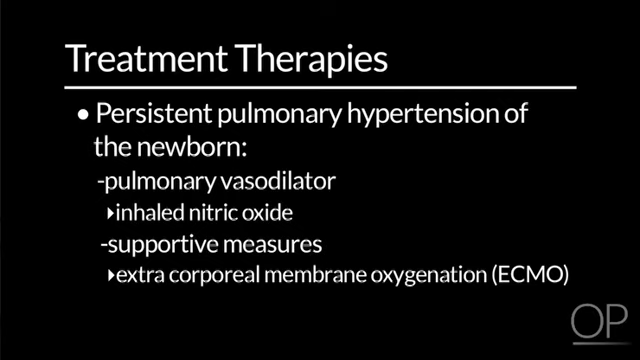 Treatment Therapies
• Persistent pulmonary hypertension of
the newborn:
-pulmonary vasodilator
‣inhaled nitric oxide
-supportive measures
‣extra corporeal membrane oxygenation (ECMO)
OP